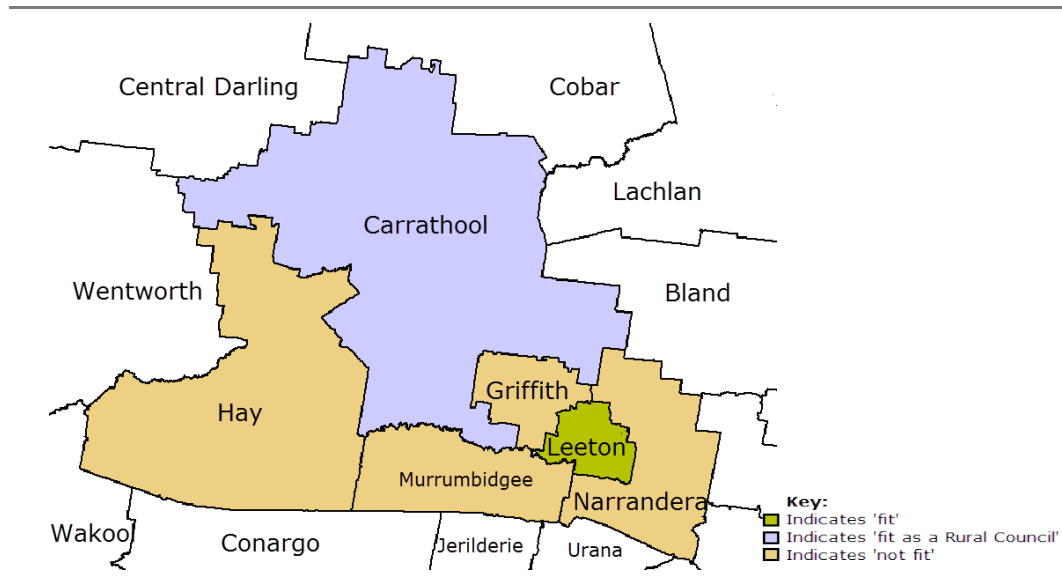 Central Darling
Cobar
Lachlan
Carrathool
Wentworth
Bland
Griffith
Hay
Leeton
Murrumbidgee
Narrandera
Wakoo
Conargo
Jerilderie
Urana
Key:
Indicates 'fit'
Indicates 'fit as a Rural Council'
Indicates 'not fit'